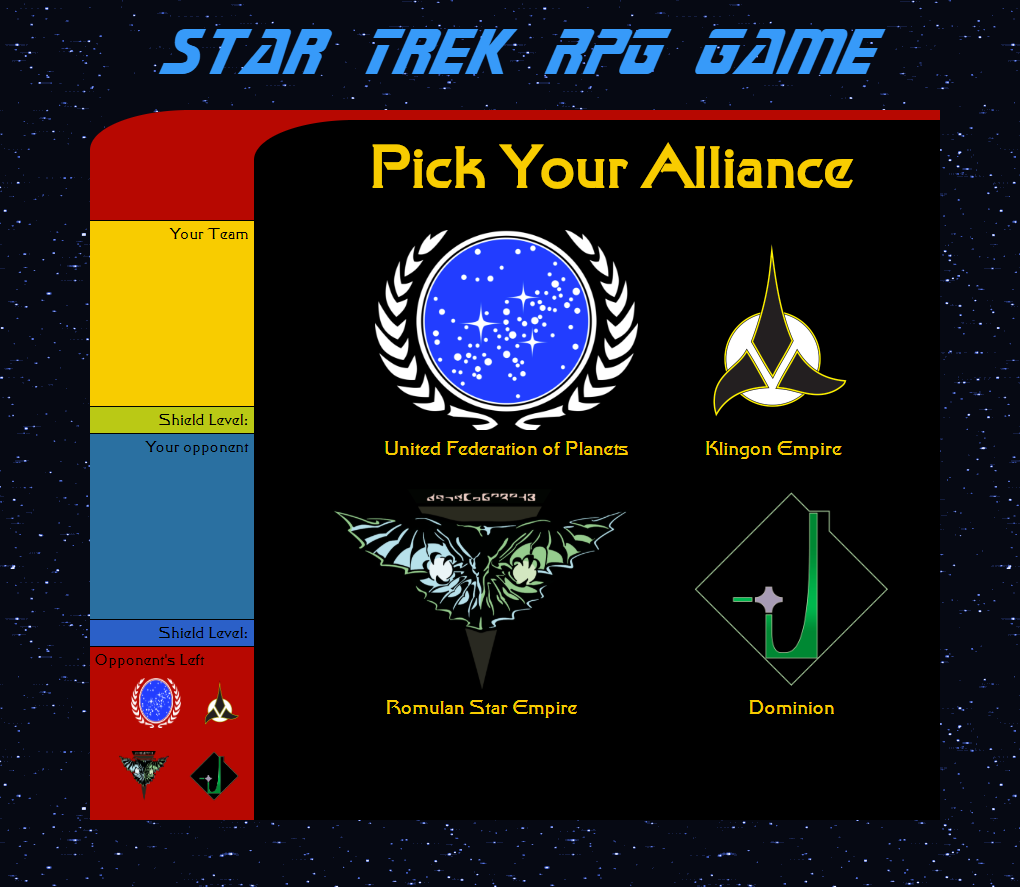 STAR TREK RPG GAME
Pick Your Alliance
Your Team
Shield Level:
Your opponent
Shield Level:
Opponent's Left
United Federation of Planets
Klingon Empire
Romulan Star Empire
Dominion